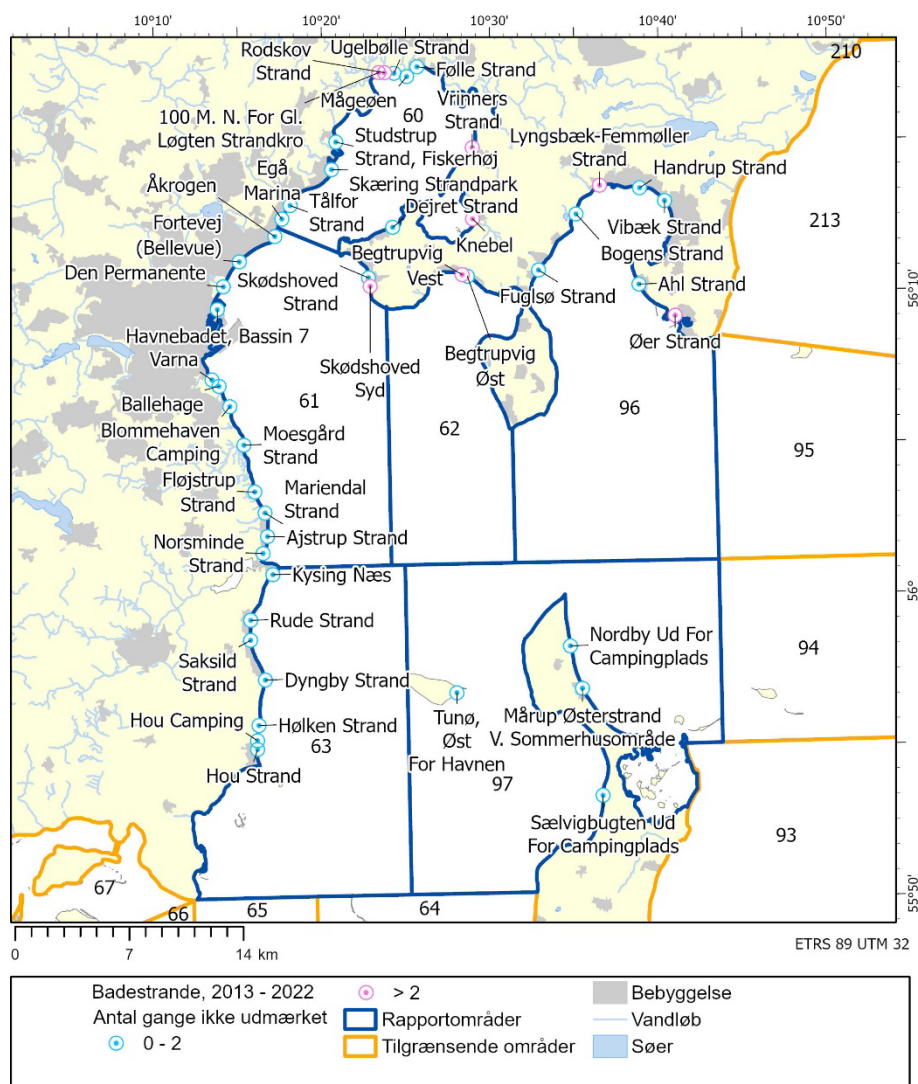 10°10' 10°20' 10°30' 10°40' 10°50'
210
Rodskov
Strand
Ugelbølle Strand
Følle Strand
Mågeøen
60
Vrinners
Strand
100 M. N. For Gl.
Løgten Strandkro
Studstrup
Strand, Fiskerhøj
Lyngsbæk-Femmøller
Strand
Handrup Strand
Egå
Marina
Skæring Strandpark
Åkrogen
Tålfor
Strand
Dejret Strand
Knebel
213
Vibæk Strand
Fortevej
(Bellevue)
Begtrupvig
Vest
Bogens Strand
Den Permanente
Skødshoved
Strand
Fuglsø Strand
Ahl Strand
56°10'
Havnebadet, Bassin 7
Varna
Skødshoved
Syd
Begtrupvig
Øst
Øer Strand
Ballehage
61
62
96
95
Blommehaven
Camping
Moesgård
Strand
Fløjstrup
Strand
Mariendal
Strand
Norsminde
Strand
Ajstrup Strand
Kysing Næs
56°
Rude Strand
Nordby Ud For
Campingplads
94
Saksild
Strand
Dyngby Strand
Hou Camping
Hølken Strand
63
Tunø,
Øst
For Havnen
Mårup Østerstrand
V. Sommerhusområde
Hou Strand
97
Sælvigbugten Ud
For Campingplads
93
67
66
65
64
55°50'
0 7 14 km
ETRS 89 UTM 32
Badestrande, 2013 - 2022
Antal gange ikke udmærket
0 - 2
> 2
Rapportområder
Tilgrænsende områder
Bebyggelse
Vandløb
Søer